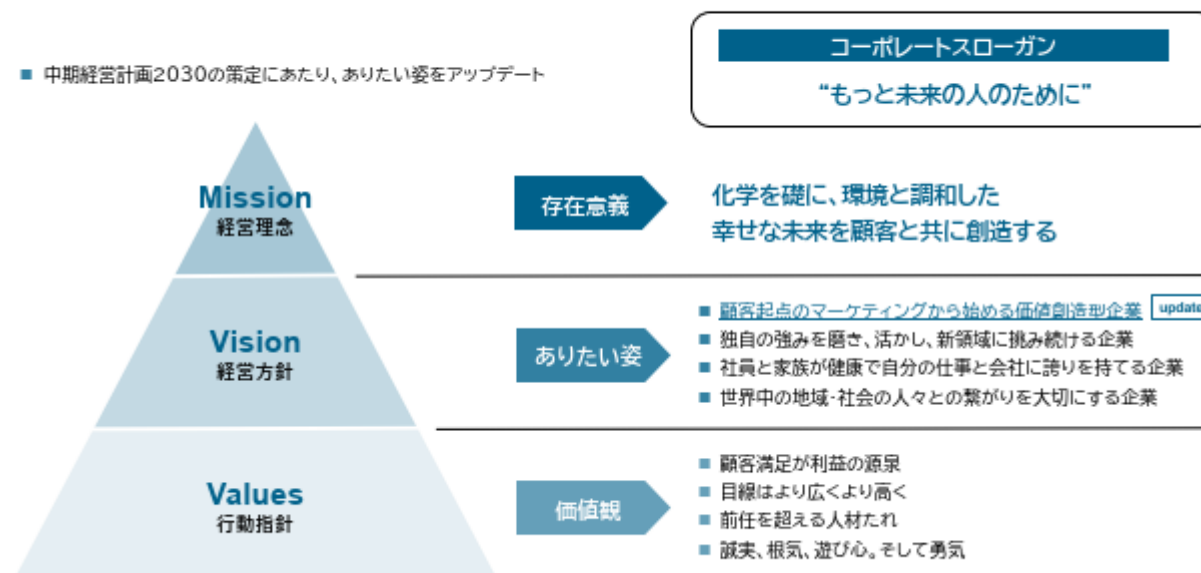 コーポレートスローガン
“もっと未来の人のために”
■ 中期経営計画2030の策定にあたり、ありたい姿をアップデート
Mission
経営理念
存在意義
化学を礎に、環境と調和した
幸せな未来を顧客と共に創造する
Vision
経営方針
ありたい姿
■ 顧客起点のマーケティングから始める価値創造型企業 update
■ 独自の強みを磨き、活かし、新領域に挑み続ける企業
■ 社員と家族が健康で自分の仕事と会社に誇りを持てる企業
■ 世界中の地域・社会の人々との繋がりを大切にする企業
Values
行動指針
価値観
■ 顧客満足が利益の源泉
■ 目線はより広くより高く
■ 前任を超える人材たれ
■ 誠実、根気、遊び心。そして勇気